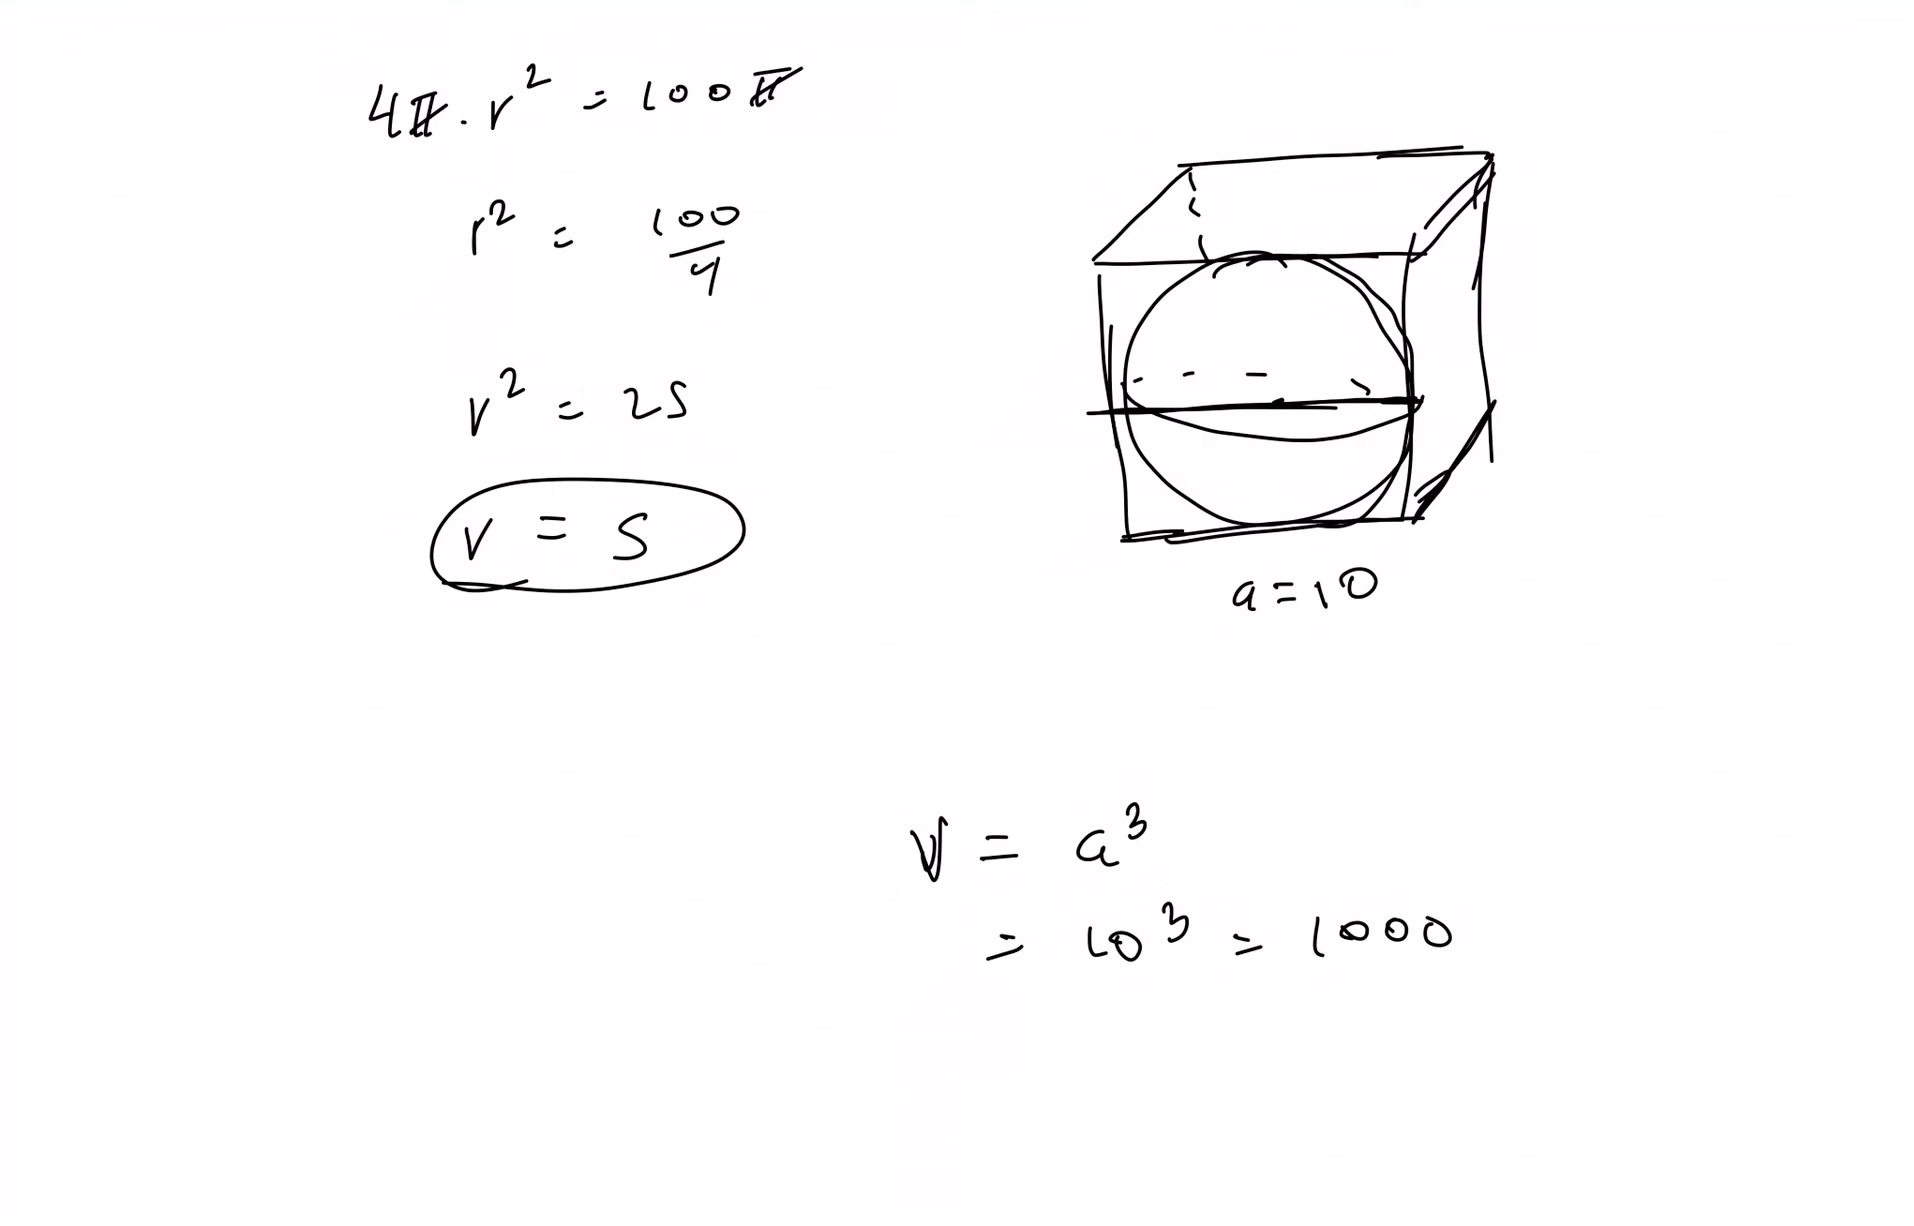 4π · r² = 100π
r² = 100/4
r² = 25
r = 5
a = 10
V = a³
= 10³ = 1000